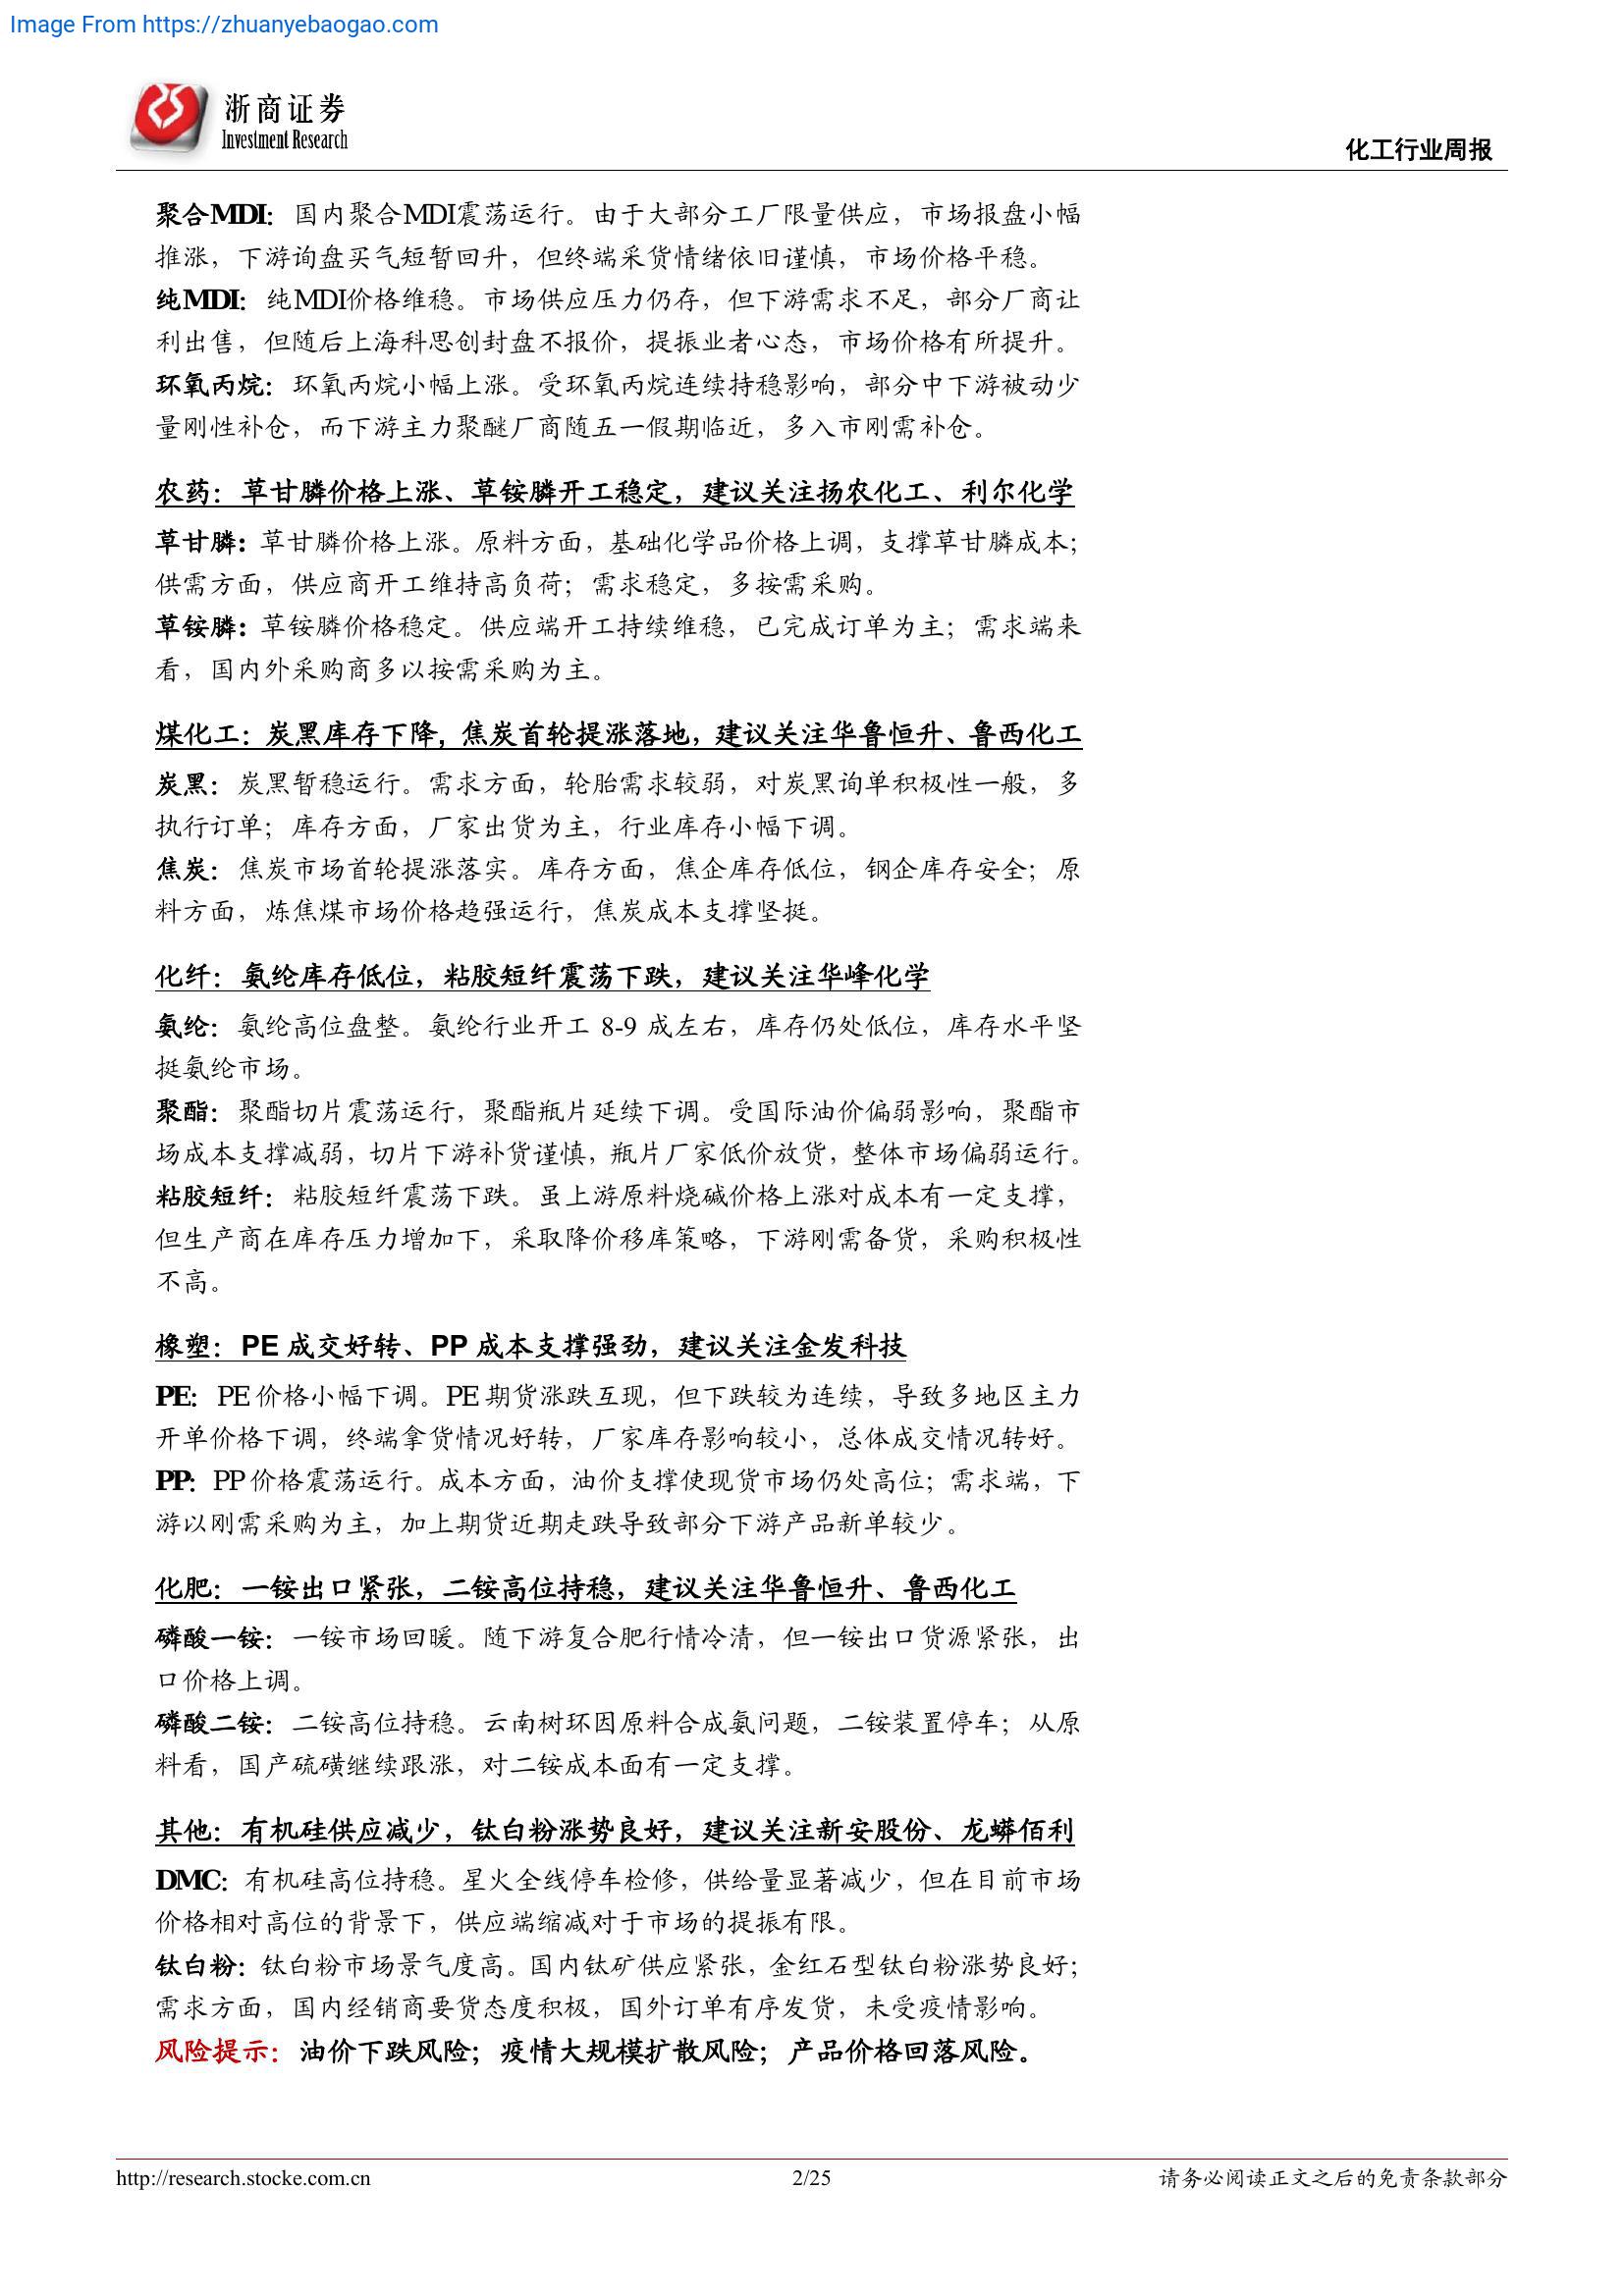 Image From https://zhuanyebaogao.com
浙商证券
Investment Research
化工行业周报
聚合MDI：国内聚合MDI震荡运行。由于大部分工厂限量供应，市场报盘小幅
推涨，下游询盘买气短暂回升，但终端采货情绪依旧谨慎，市场价格平稳。
纯MDI：纯MDI价格维稳。市场供应压力仍存，但下游需求不足，部分厂商让
利出售，但随后上海科思创封盘不报价，提振业者心态，市场价格有所提升。
环氧丙烷：环氧丙烷小幅上涨。受环氧丙烷连续持稳影响，部分中下游被动少
量刚性补仓，而下游主力聚醚厂商随五一假期临近，多入市刚需补仓。
农药：草甘膦价格上涨、草铵膦开工稳定，建议关注扬农化工、利尔化学
草甘膦：草甘膦价格上涨。原料方面，基础化学品价格上调，支撑草甘膦成本；
供需方面，供应商开工维持高负荷；需求稳定，多按需采购。
草铵膦：草铵膦价格稳定。供应端开工持续维稳，已完成订单为主；需求端来
看，国内外采购商多以按需采购为主。
煤化工：炭黑库存下降，焦炭首轮提涨落地，建议关注华鲁恒升、鲁西化工
炭黑：炭黑暂稳运行。需求方面，轮胎需求较弱，对炭黑询单积极性一般，多
执行订单；库存方面，厂家出货为主，行业库存小幅下调。
焦炭：焦炭市场首轮提涨落实。库存方面，焦企库存低位，钢企库存安全；原
料方面，炼焦煤市场价格趋强运行，焦炭成本支撑坚挺。
化纤：氨纶库存低位，粘胶短纤震荡下跌，建议关注华峰化学
氨纶：氨纶高位盘整。氨纶行业开工 8-9 成左右，库存仍处低位，库存水平坚
挺氨纶市场。
聚酯：聚酯切片震荡运行，聚酯瓶片延续下调。受国际油价偏弱影响，聚酯市
场成本支撑减弱，切片下游补货谨慎，瓶片厂家低价放货，整体市场偏弱运行。
粘胶短纤：粘胶短纤震荡下跌。虽上游原料烧碱价格上涨对成本有一定支撑，
但生产商在库存压力增加下，采取降价移库策略，下游刚需备货，采购积极性
不高。
橡塑：PE 成交好转、PP 成本支撑强劲，建议关注金发科技
PE：PE 价格小幅下调。PE 期货涨跌互现，但下跌较为连续，导致多地区主力
开单价格下调，终端拿货情况好转，厂家库存影响较小，总体成交情况转好。
PP：PP 价格震荡运行。成本方面，油价支撑使现货市场仍处高位；需求端，下
游以刚需采购为主，加上期货近期走跌导致部分下游产品新单较少。
化肥：一铵出口紧张，二铵高位持稳，建议关注华鲁恒升、鲁西化工
磷酸一铵：一铵市场回暖。随下游复合肥行情冷清，但一铵出口货源紧张，出
口价格上调。
磷酸二铵：二铵高位持稳。云南树环因原料合成氨问题，二铵装置停车；从原
料看，国产硫磺继续跟涨，对二铵成本面有一定支撑。
其他：有机硅供应减少，钛白粉涨势良好，建议关注新安股份、龙蟒佰利
DMC：有机硅高位持稳。星火全线停车检修，供给量显著减少，但在目前市场
价格相对高位的背景下，供应端缩减对于市场的提振有限。
钛白粉：钛白粉市场景气度高。国内钛矿供应紧张，金红石型钛白粉涨势良好；
需求方面，国内经销商要货态度积极，国外订单有序发货，未受疫情影响。
风险提示：油价下跌风险；疫情大规模扩散风险；产品价格回落风险。
http://research.stocke.com.cn
2/25
请务必阅读正文之后的免责条款部分